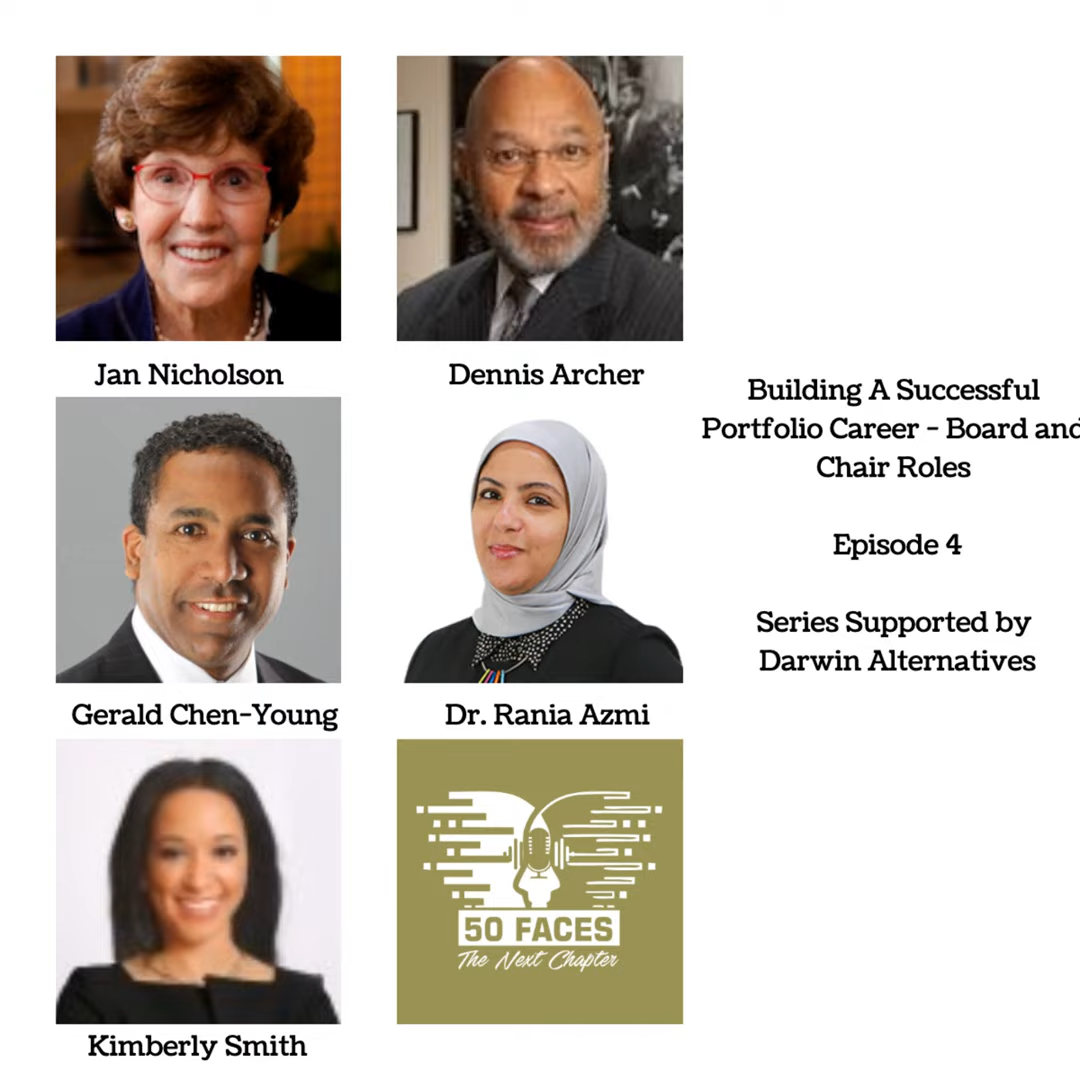 Jan Nicholson
Dennis Archer
Gerald Chen-Young
Dr. Rania Azmi
Kimberly Smith
50 FACES
The Next Chapter
Building A Successful
Portfolio Career - Board and
Chair Roles
Episode 4
Series Supported by
Darwin Alternatives